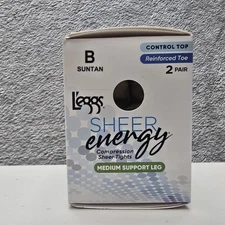 B
SUNTAN
CONTROL TOP
Reinforced Toe
2 PAIR
L'eggs
SHEER
energy
Compression
Sheer Tights
MEDIUM SUPPORT LEG